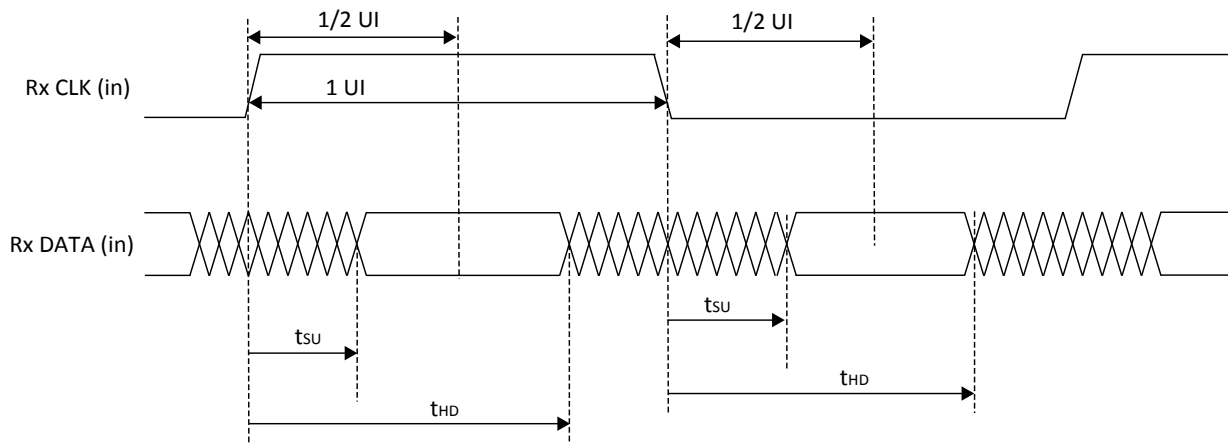 1/2 UI
1/2 UI
Rx CLK (in)
1 UI
Rx DATA (in)
tSU
tSU
tHD
tHD